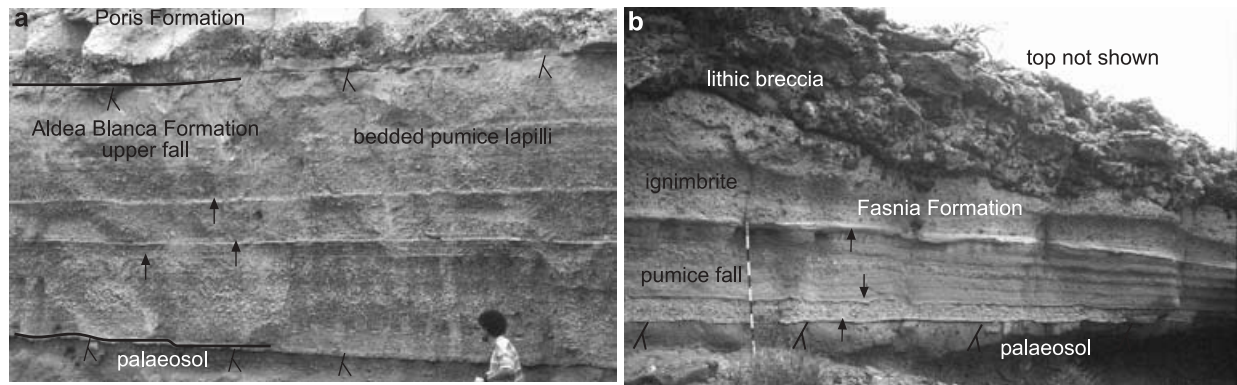 a
Poris Formation
Aldea Blanca Formation
upper fall
bedded pumice lapilli
palaeosol
b
top not shown
lithic breccia
ignimbrite
Fasnia Formation
pumice fall
palaeosol